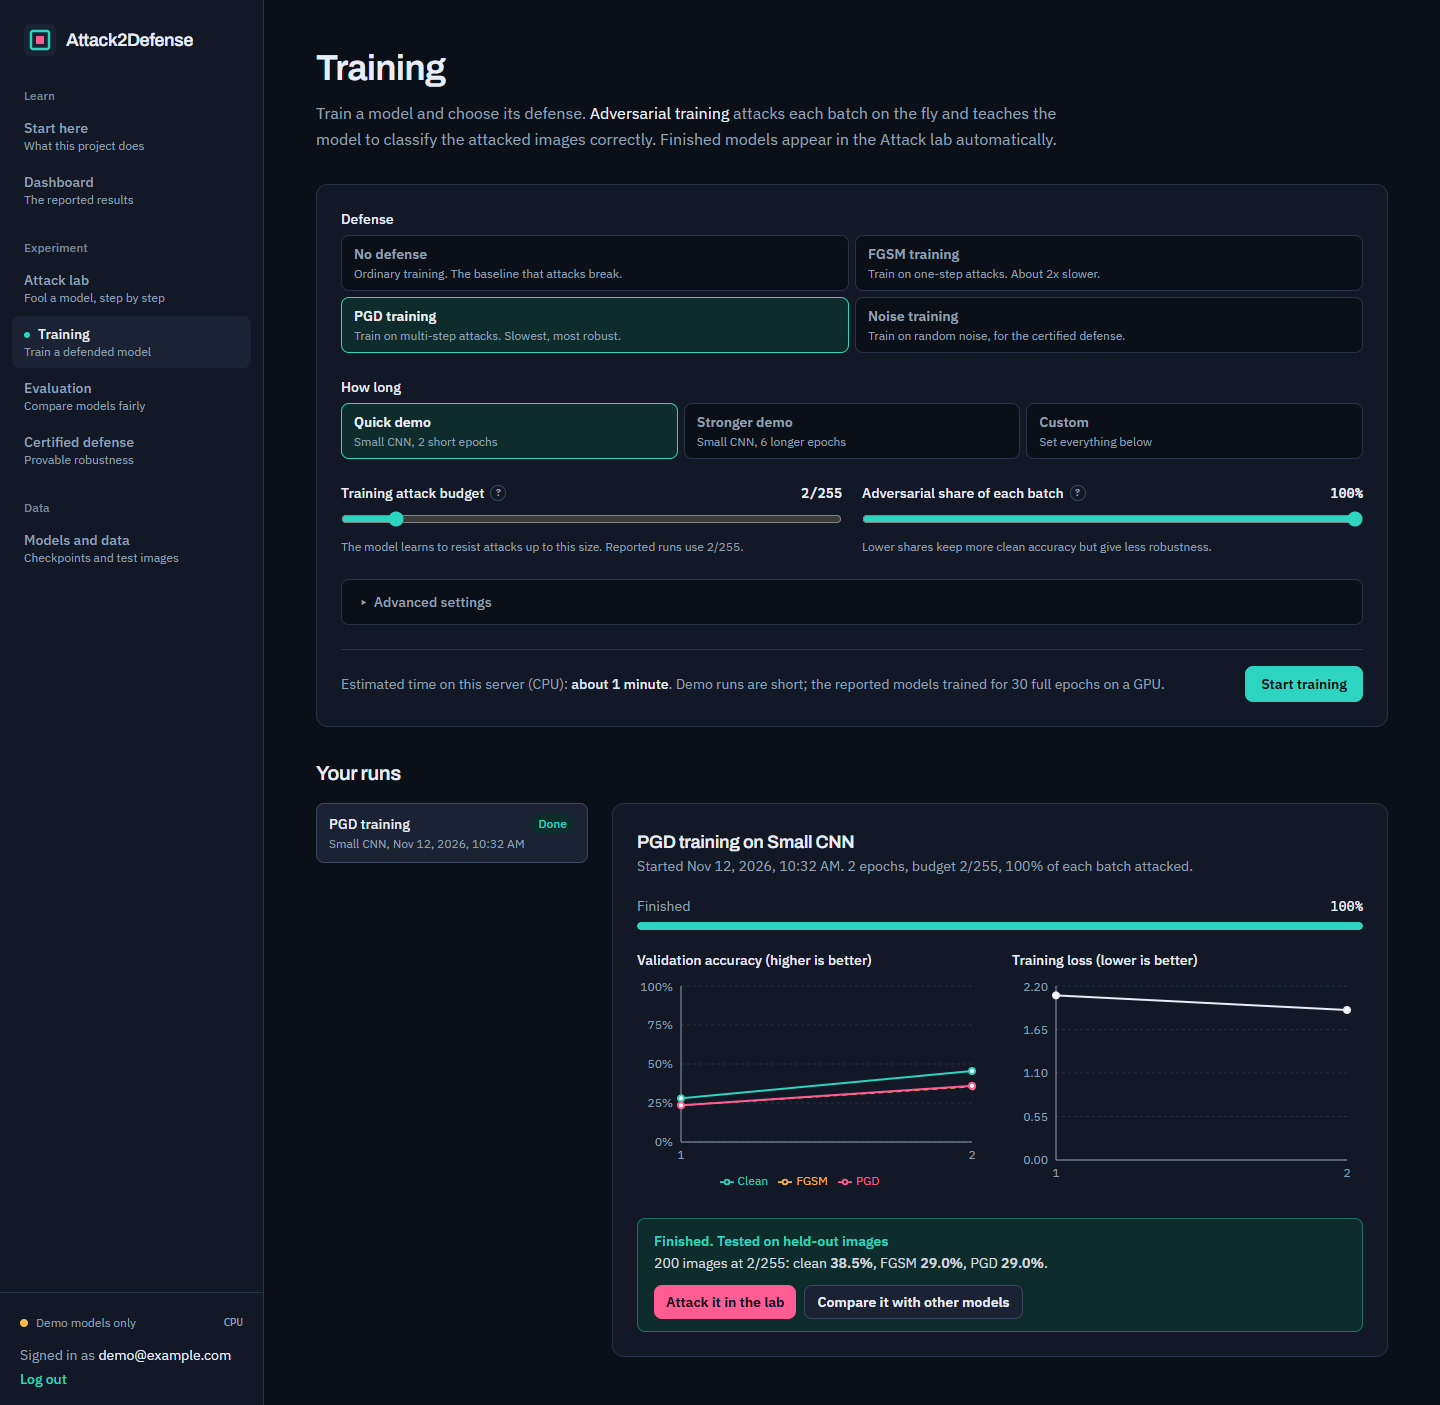 Attack2Defense
Learn
Start here
What this project does
Dashboard
The reported results
Experiment
Attack lab
Fool a model, step by step
Training
Train a defended model
Evaluation
Compare models fairly
Certified defense
Provable robustness
Data
Models and data
Checkpoints and test images
Demo models only CPU
Signed in as demo@example.com
Log out
Training
Train a model and choose its defense. Adversarial training attacks each batch on the fly and teaches the
model to classify the attacked images correctly. Finished models appear in the Attack lab automatically.
Defense
No defense
Ordinary training. The baseline that attacks break.
FGSM training
Train on one-step attacks. About 2x slower.
PGD training
Train on multi-step attacks. Slowest, most robust.
Noise training
Train on random noise, for the certified defense.
How long
Quick demo
Small CNN, 2 short epochs
Stronger demo
Small CNN, 6 longer epochs
Custom
Set everything below
Training attack budget ? 2/255
The model learns to resist attacks up to this size. Reported runs use 2/255.
Adversarial share of each batch ? 100%
Lower shares keep more clean accuracy but give less robustness.
Advanced settings
Estimated time on this server (CPU): about 1 minute. Demo runs are short; the reported models trained for 30 full epochs on a GPU.
Start training
Your runs
PGD training Done
Small CNN, Nov 12, 2026, 10:32 AM
PGD training on Small CNN
Started Nov 12, 2026, 10:32 AM. 2 epochs, budget 2/255, 100% of each batch attacked.
Finished 100%
Validation accuracy (higher is better)
100%
75%
50%
25%
0%
1 2
Clean FGSM PGD
Training loss (lower is better)
2.20
1.65
1.10
0.55
0.00
1 2
Finished. Tested on held-out images
200 images at 2/255: clean 38.5%, FGSM 29.0%, PGD 29.0%.
Attack it in the lab
Compare it with other models